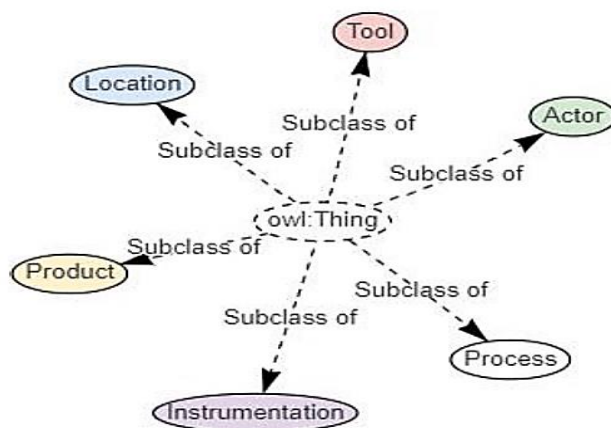 Tool
Location
Subclass of
Actor
Subclass of
Subclass of
owl:Thing
Subclass of
Product
Subclass of
Subclass of
Process
Instrumentation